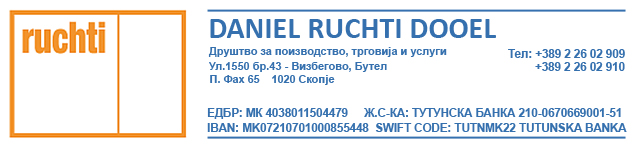 ruchti
DANIEL RUCHTI DOOEL
Друштво за поизводство, трговија и услуги
Ул.1550 бр.43 - Визбегово, Бутел
П. Фах 65 1020 Скопје
Тел: +389 2 26 02 909
+389 2 26 02 910
ЕДБР: МК 4038011504479 Ж.С-КА: ТУТУНСКА БАНКА 210-0670669001-51
IBAN: MK07210701000855448 SWIFT CODE: TUTNMK22 TUTUNSKA BANKA